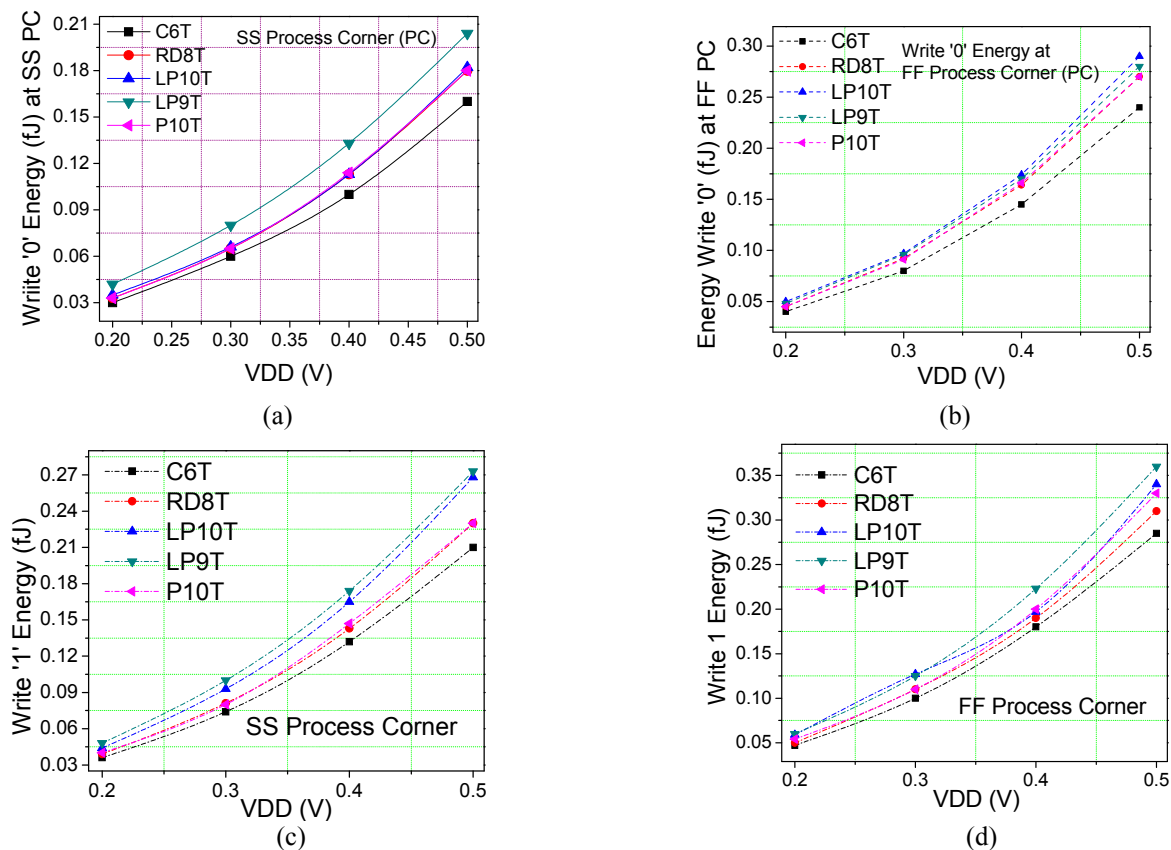 Wriite '0' Energy (fJ) at SS PC
0.21
0.18
0.15
0.12
0.09
0.06
0.03
C6T
RD8T
LP10T
LP9T
P10T
SS Process Corner (PC)
0.20 0.25 0.30 0.35 0.40 0.45 0.50
VDD (V)
(a)
Energy Write '0' (fJ) at FF PC
0.30
0.25
0.20
0.15
0.10
0.05
C6T
RD8T
LP10T
LP9T
P10T
Write '0' Energy at
FF Process Corner (PC)
0.2 0.3 0.4 0.5
VDD (V)
(b)
Write '1' Energy (fJ)
0.27
0.24
0.21
0.18
0.15
0.12
0.09
0.06
0.03
C6T
RD8T
LP10T
LP9T
P10T
SS Process Corner
0.2 0.3 0.4 0.5
VDD (V)
(c)
Write 1 Energy (fJ)
0.35
0.30
0.25
0.20
0.15
0.10
0.05
C6T
RD8T
LP10T
LP9T
P10T
FF Process Corner
0.2 0.3 0.4 0.5
VDD (V)
(d)